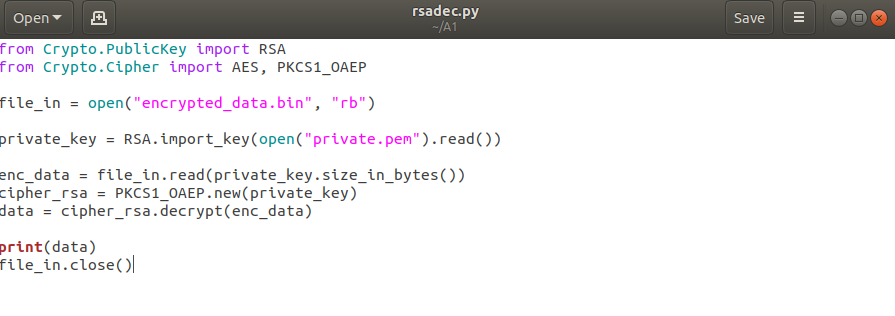 Open
rsadec.py
~/A1
Save
from Crypto.PublicKey import RSA
from Crypto.Cipher import AES, PKCS1_OAEP
file_in = open("encrypted_data.bin", "rb")
private_key = RSA.import_key(open("private.pem").read())
enc_data = file_in.read(private_key.size_in_bytes())
cipher_rsa = PKCS1_OAEP.new(private_key)
data = cipher_rsa.decrypt(enc_data)
print(data)
file_in.close()